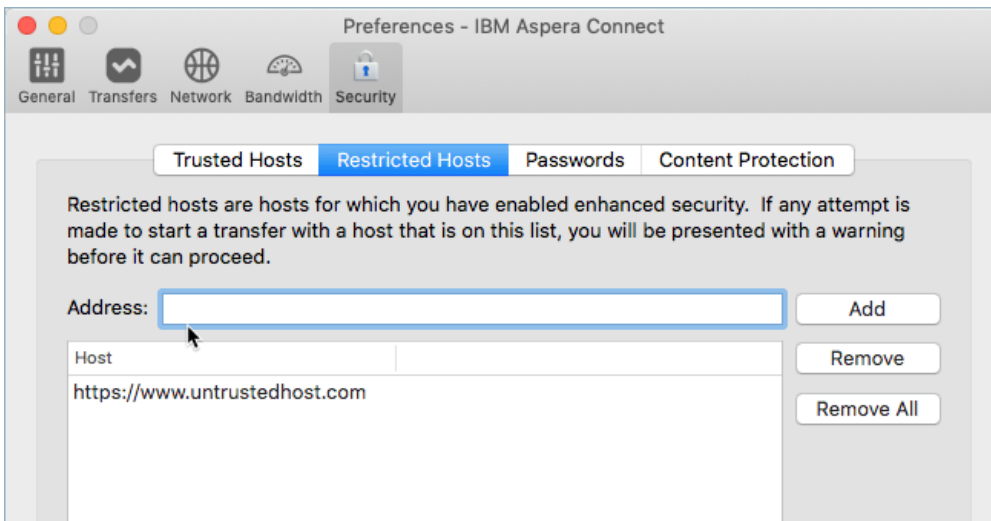 Preferences - IBM Aspera Connect
General Transfers Network Bandwidth Security
Trusted Hosts Restricted Hosts Passwords Content Protection
Restricted hosts are hosts for which you have enabled enhanced security. If any attempt is
made to start a transfer with a host that is on this list, you will be presented with a warning
before it can proceed.
Address: Add
Host Remove
https://www.untrustedhost.com
Remove All